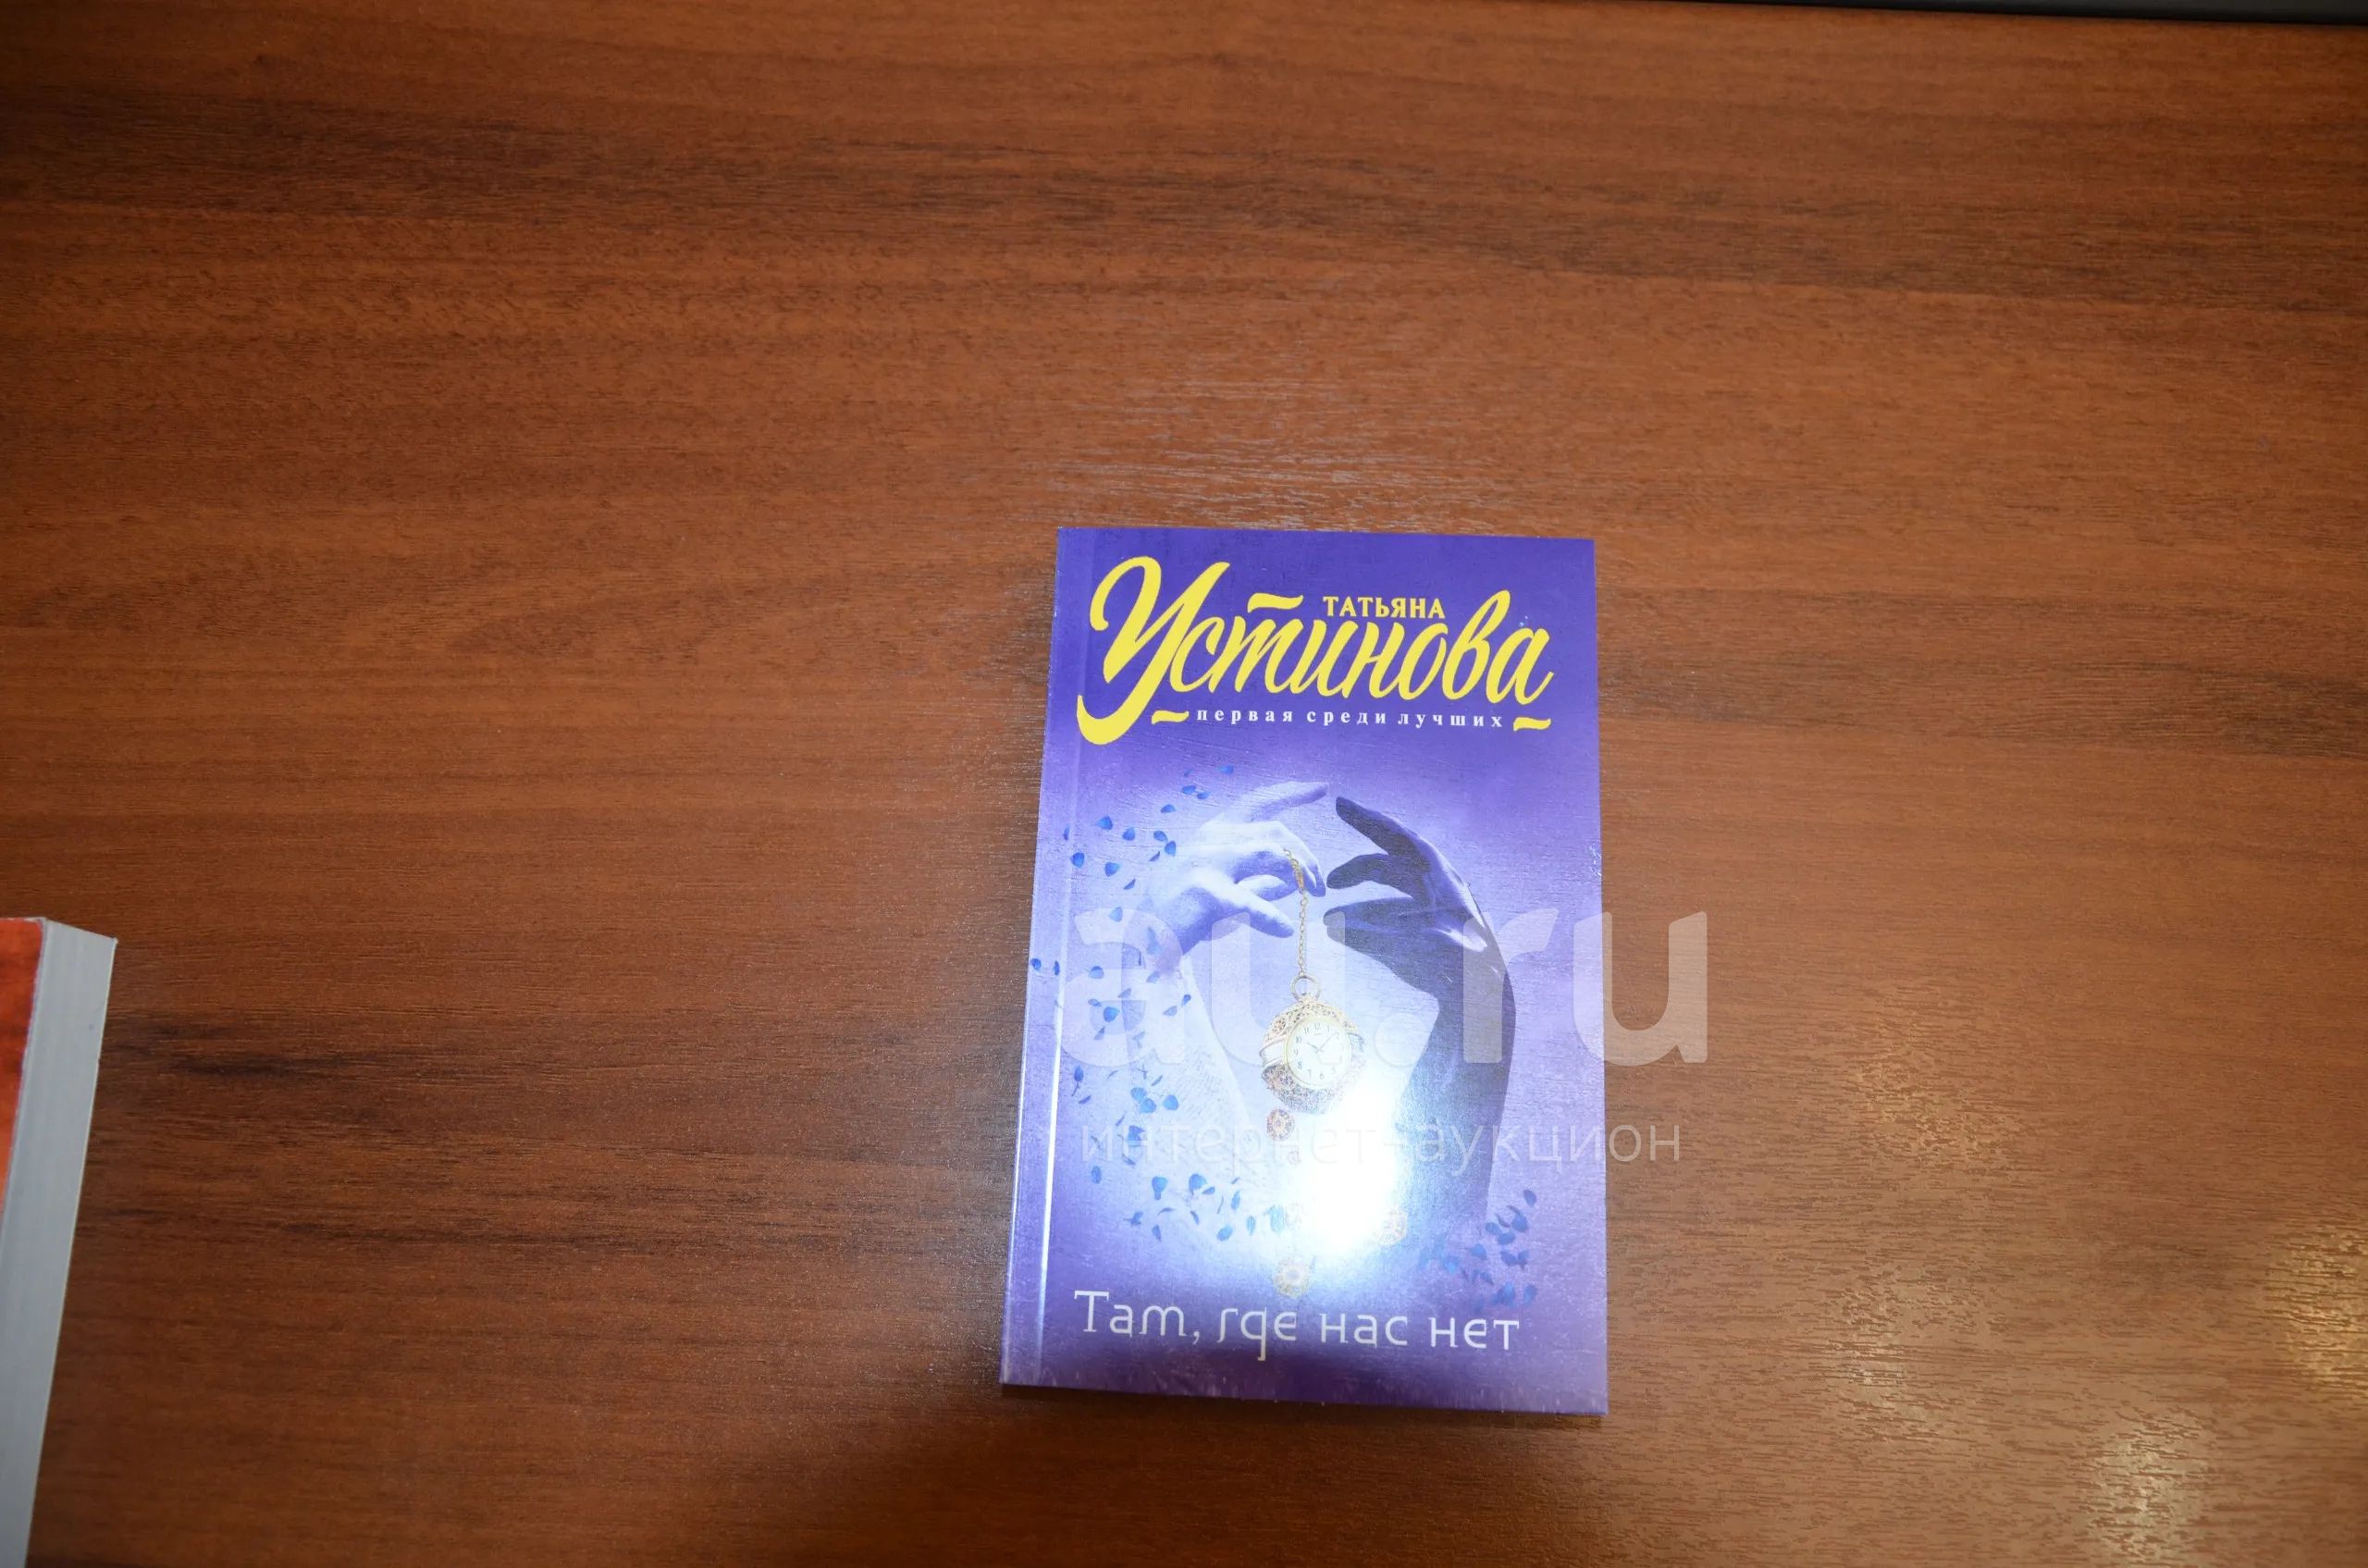 ТАТЬЯНА
Устинова
первая среди лучших
au.ru
интернет-аукцион
Там, где нас нет